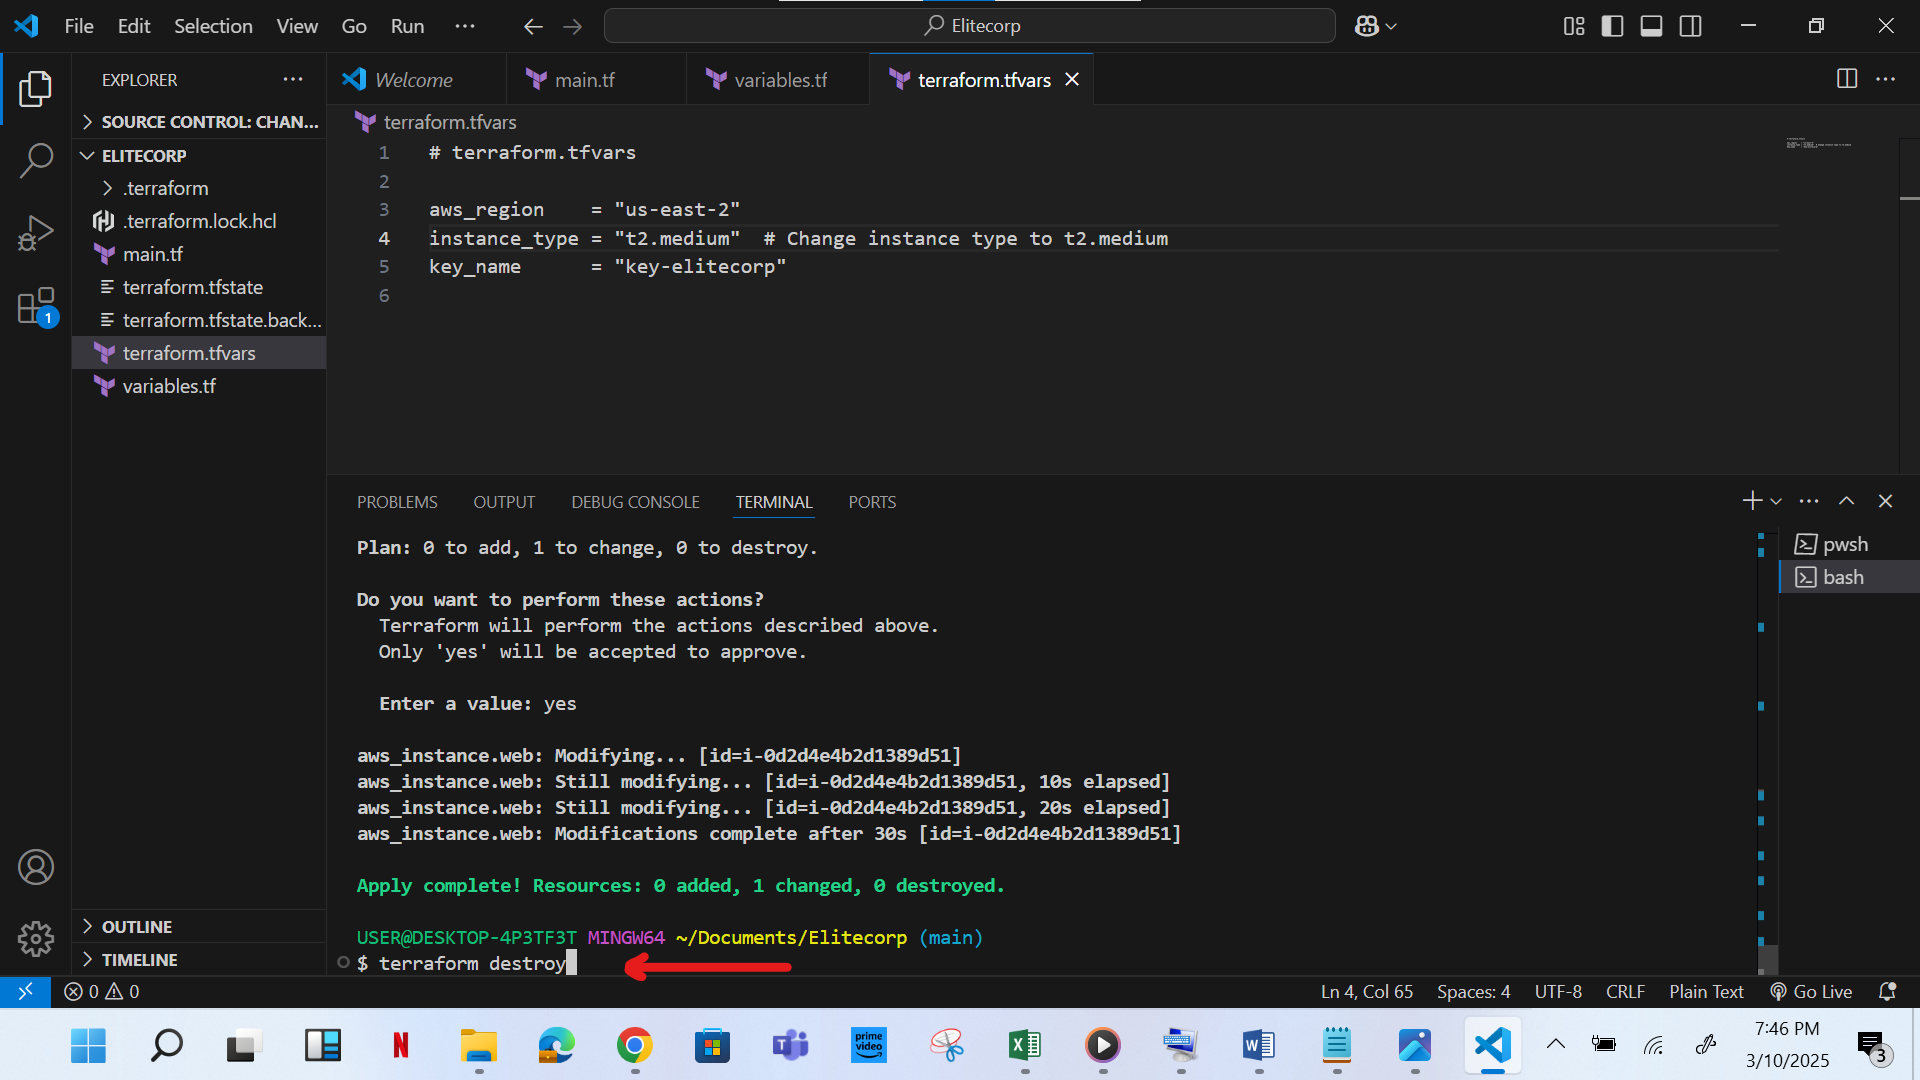 File Edit Selection View Go Run ···
Elitecorp
EXPLORER ···
Welcome
main.tf
variables.tf
terraform.tfvars
SOURCE CONTROL: CHAN...
ELITECORP
.terraform
.terraform.lock.hcl
main.tf
terraform.tfstate
terraform.tfstate.back...
terraform.tfvars
variables.tf
OUTLINE
TIMELINE
1
terraform.tfvars
1 # terraform.tfvars
2
3 aws_region    = "us-east-2"
4 instance_type = "t2.medium"  # Change instance type to t2.medium
5 key_name      = "key-elitecorp"
6
PROBLEMS OUTPUT DEBUG CONSOLE TERMINAL PORTS
pwsh
bash
Plan: 0 to add, 1 to change, 0 to destroy.
Do you want to perform these actions?
Terraform will perform the actions described above.
Only 'yes' will be accepted to approve.
Enter a value: yes
aws_instance.web: Modifying... [id=i-0d2d4e4b2d1389d51]
aws_instance.web: Still modifying... [id=i-0d2d4e4b2d1389d51, 10s elapsed]
aws_instance.web: Still modifying... [id=i-0d2d4e4b2d1389d51, 20s elapsed]
aws_instance.web: Modifications complete after 30s [id=i-0d2d4e4b2d1389d51]
Apply complete! Resources: 0 added, 1 changed, 0 destroyed.
USER@DESKTOP-4P3TF3T MINGW64 ~/Documents/Elitecorp (main)
$ terraform destroy
0 0
Ln 4, Col 65 Spaces: 4 UTF-8 CRLF Plain Text Go Live
N
prime video
7:46 PM
3/10/2025
3